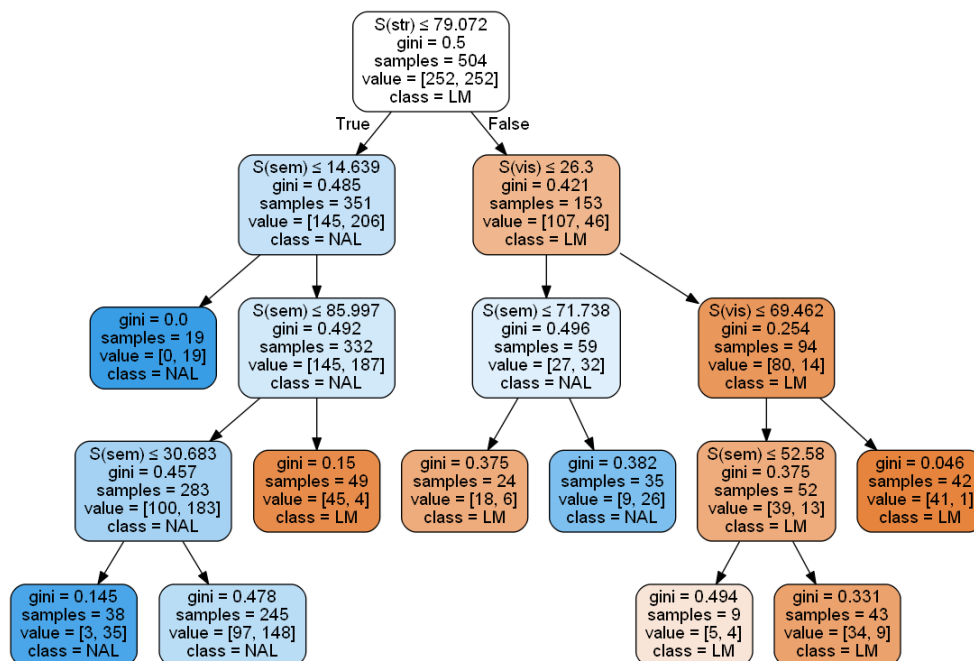 S(str) ≤ 79.072
gini = 0.5
samples = 504
value = [252, 252]
class = LM
True
False
S(sem) ≤ 14.639
gini = 0.485
samples = 351
value = [145, 206]
class = NAL
S(vis) ≤ 26.3
gini = 0.421
samples = 153
value = [107, 46]
class = LM
gini = 0.0
samples = 19
value = [0, 19]
class = NAL
S(sem) ≤ 85.997
gini = 0.492
samples = 332
value = [145, 187]
class = NAL
S(sem) ≤ 71.738
gini = 0.496
samples = 59
value = [27, 32]
class = NAL
S(vis) ≤ 69.462
gini = 0.254
samples = 94
value = [80, 14]
class = LM
S(sem) ≤ 30.683
gini = 0.457
samples = 283
value = [100, 183]
class = NAL
gini = 0.15
samples = 49
value = [45, 4]
class = LM
gini = 0.375
samples = 24
value = [18, 6]
class = LM
gini = 0.382
samples = 35
value = [9, 26]
class = NAL
S(sem) ≤ 52.58
gini = 0.375
samples = 52
value = [39, 13]
class = LM
gini = 0.046
samples = 42
value = [41, 1]
class = LM
gini = 0.145
samples = 38
value = [3, 35]
class = NAL
gini = 0.478
samples = 245
value = [97, 148]
class = NAL
gini = 0.494
samples = 9
value = [5, 4]
class = LM
gini = 0.331
samples = 43
value = [34, 9]
class = LM